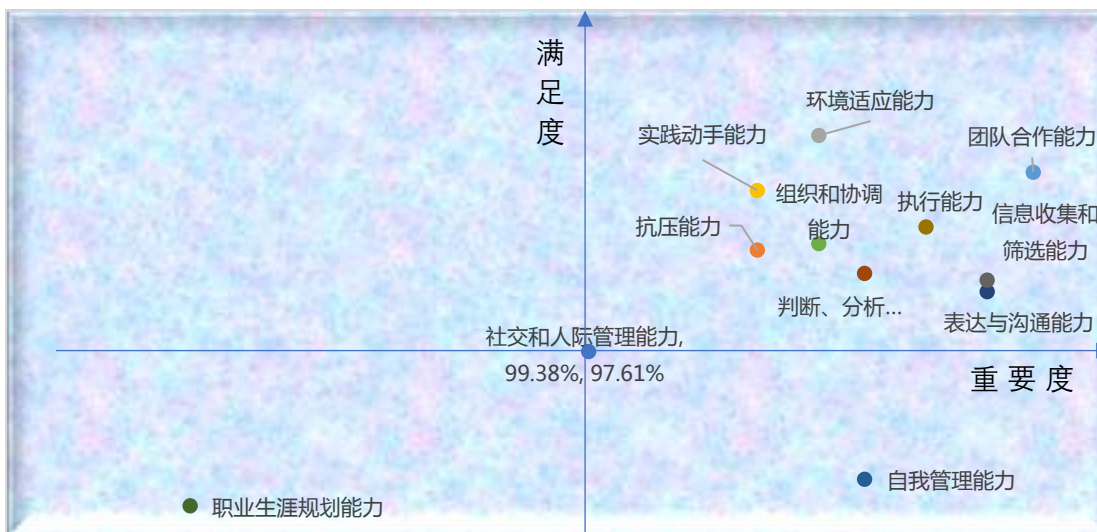 满
足
度
环境适应能力
实践动手能力
团队合作能力
组织和协调
能力
执行能力
信息收集和
筛选能力
抗压能力
判断、分析...
表达与沟通能力
社交和人际管理能力,
99.38%, 97.61%
重要度
自我管理能力
职业生涯规划能力